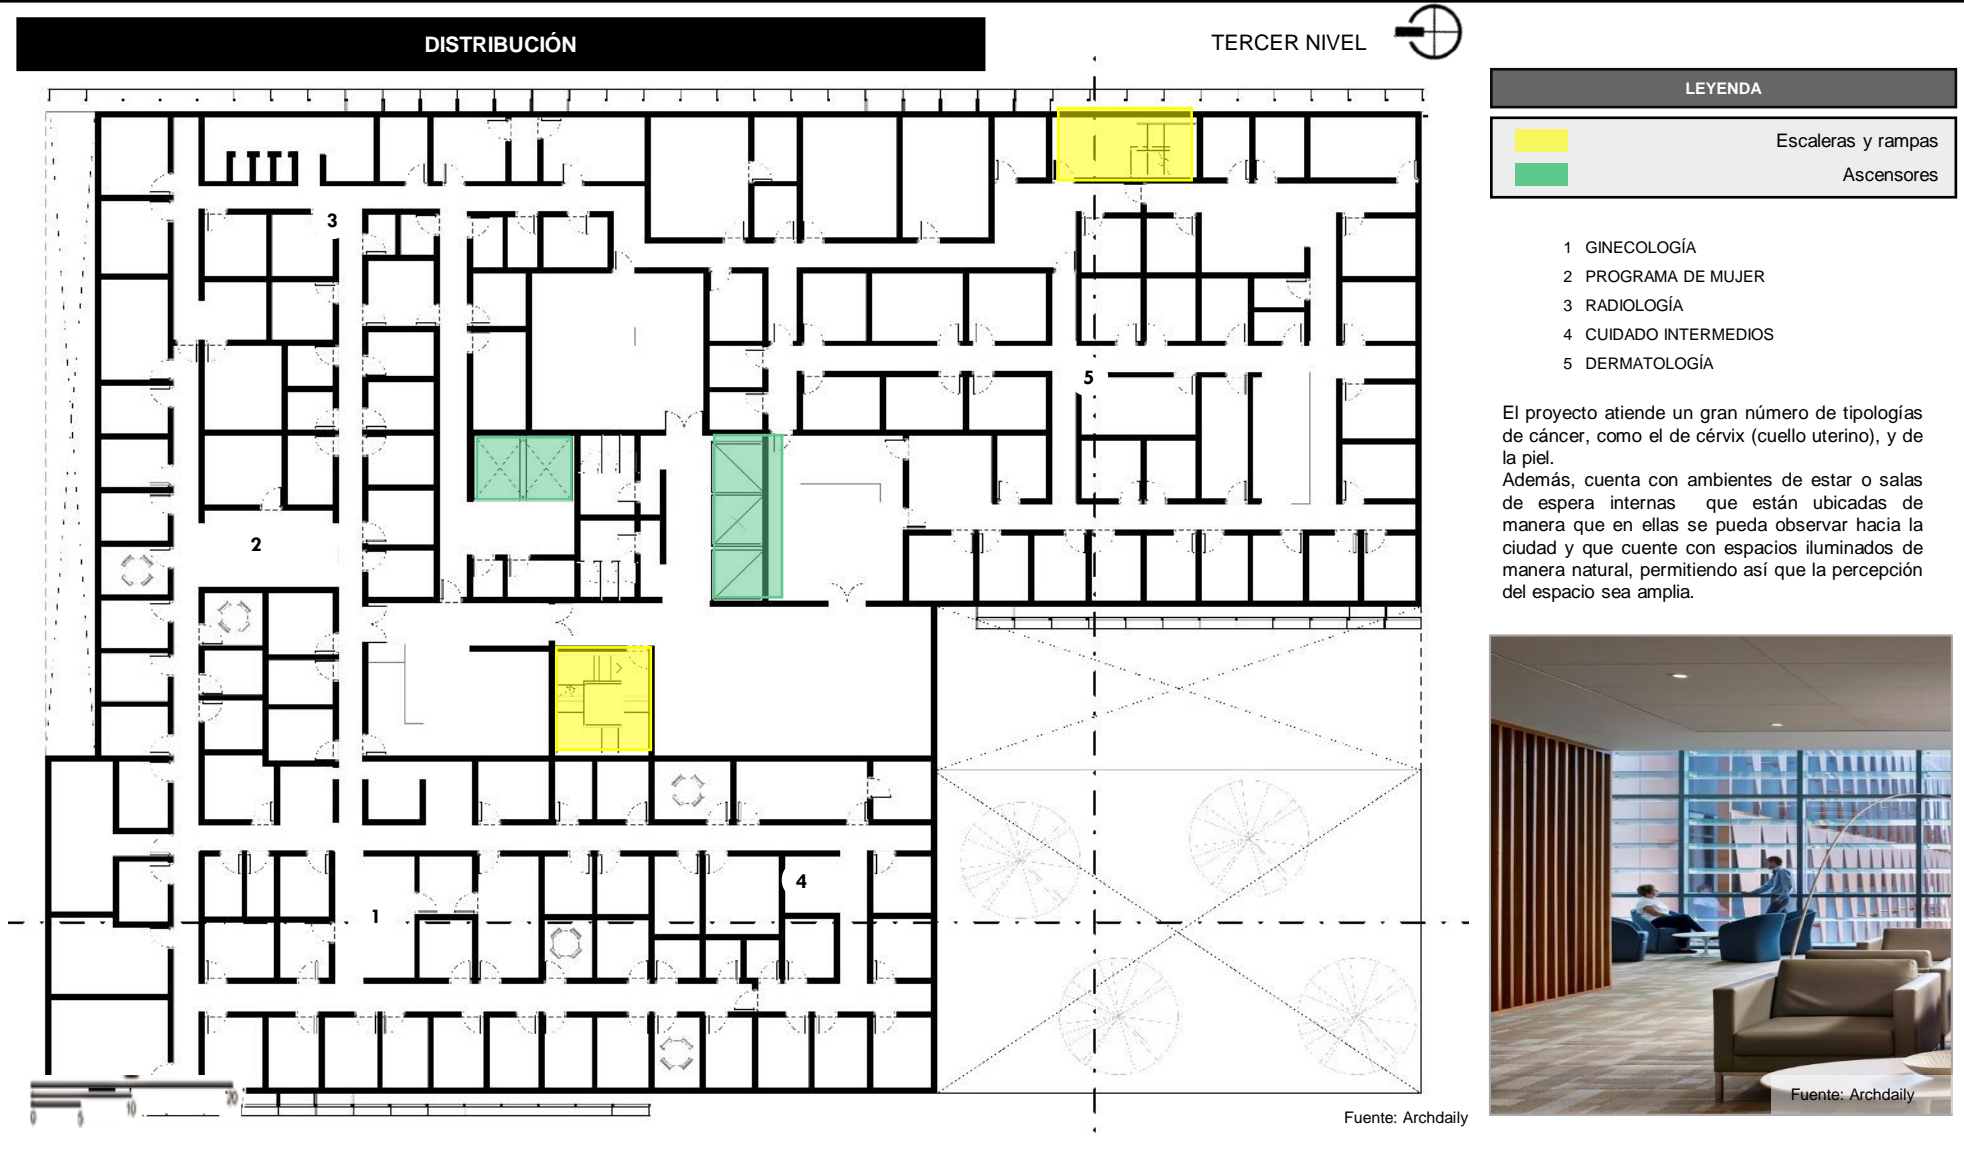 DISTRIBUCIÓN
TERCER NIVEL
LEYENDA
Escaleras y rampas
Ascensores
1 GINECOLOGÍA
2 PROGRAMA DE MUJER
3 RADIOLOGÍA
4 CUIDADO INTERMEDIOS
5 DERMATOLOGÍA
El proyecto atiende un gran número de tipologías
de cáncer, como el de cérvix (cuello uterino), y de
la piel.
Además, cuenta con ambientes de estar o salas
de espera internas que están ubicadas de
manera que en ellas se pueda observar hacia la
ciudad y que cuente con espacios iluminados de
manera natural, permitiendo así que la percepción
del espacio sea amplia.
3
5
2
4
1
0 5 10 20
Fuente: Archdaily
Fuente: Archdaily